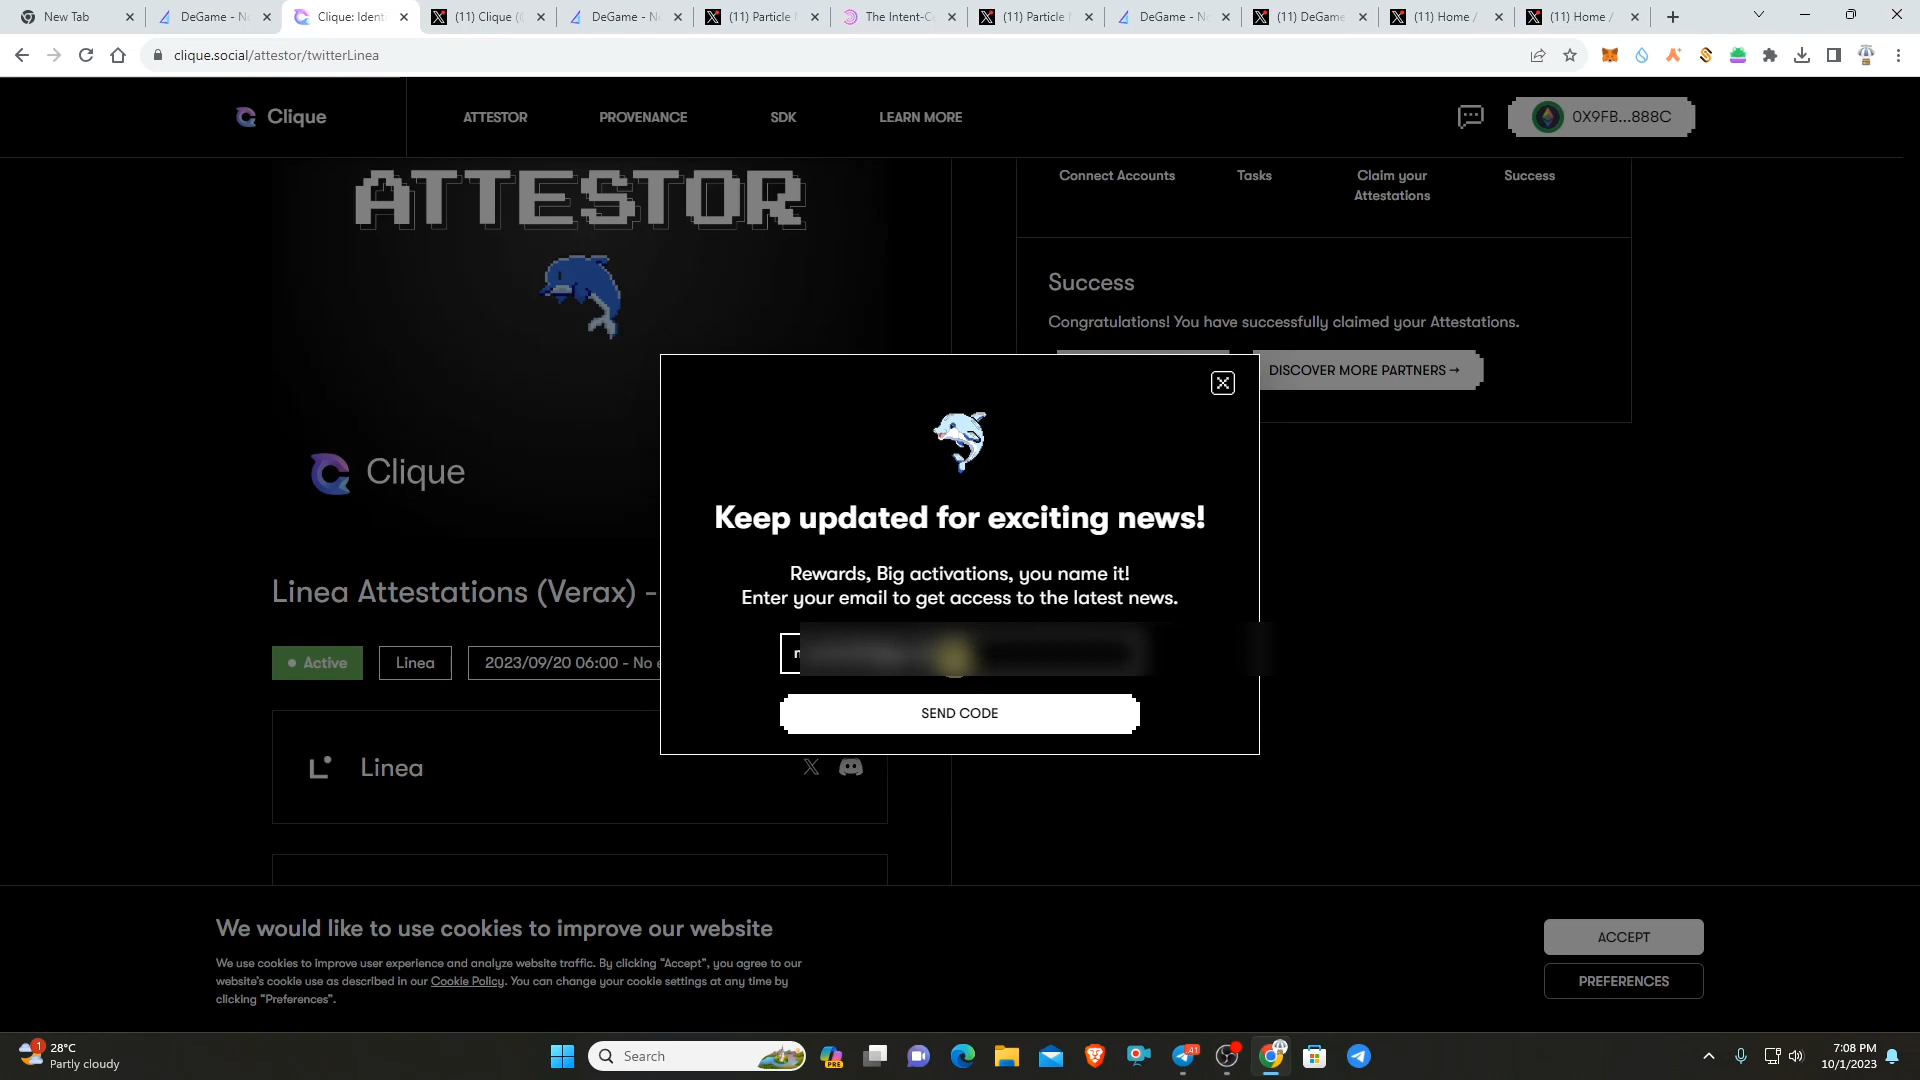 New Tab
DeGame - N
Clique: Ident
(11) Clique (
DeGame - N
(11) Particle
The Intent-C
(11) Particle
DeGame - N
(11) DeGame
(11) Home /
(11) Home /
clique.social/attestor/twitterLinea
Clique
ATTESTOR
PROVENANCE
SDK
LEARN MORE
0X9FB...888C
ATTESTOR
Connect Accounts
Tasks
Claim your
Attestations
Success
Success
Congratulations! You have successfully claimed your Attestations.
DISCOVER MORE PARTNERS →
Clique
Keep updated for exciting news!
Rewards, Big activations, you name it!
Enter your email to get access to the latest news.
SEND CODE
Linea Attestations (Verax) -
Active
Linea
2023/09/20 06:00 - No e
Linea
We would like to use cookies to improve our website
We use cookies to improve user experience and analyze website traffic. By clicking “Accept”, you agree to our
website's cookie use as described in our Cookie Policy. You can change your cookie settings at any time by
clicking “Preferences”.
ACCEPT
PREFERENCES
1
28°C
Partly cloudy
Search
PRE
41
7:08 PM
10/1/2023